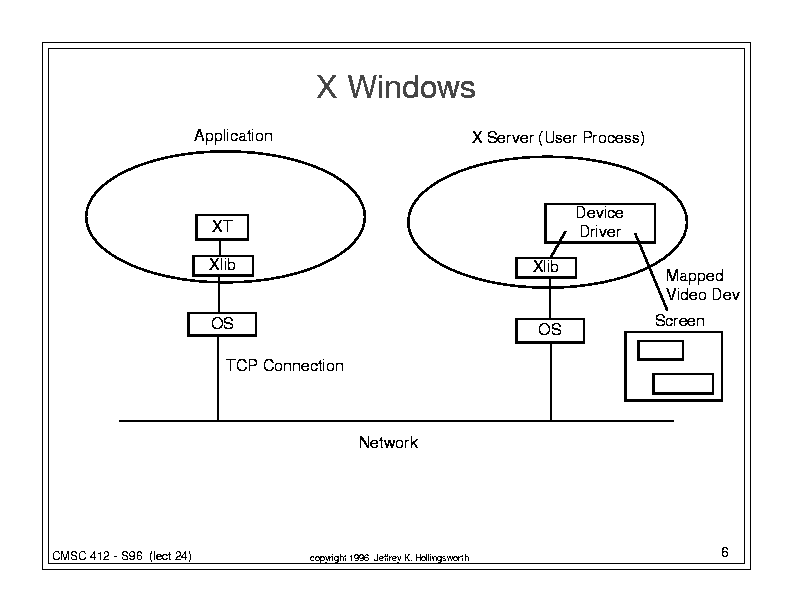 X Windows
Application
X Server (User Process)
XT
Device
Driver
Xlib
Xlib
Mapped
Video Dev
OS
OS
Screen
TCP Connection
Network
CMSC 412 - S96 (lect 24)
copyright 1996 Jeffrey K. Hollingsworth
6